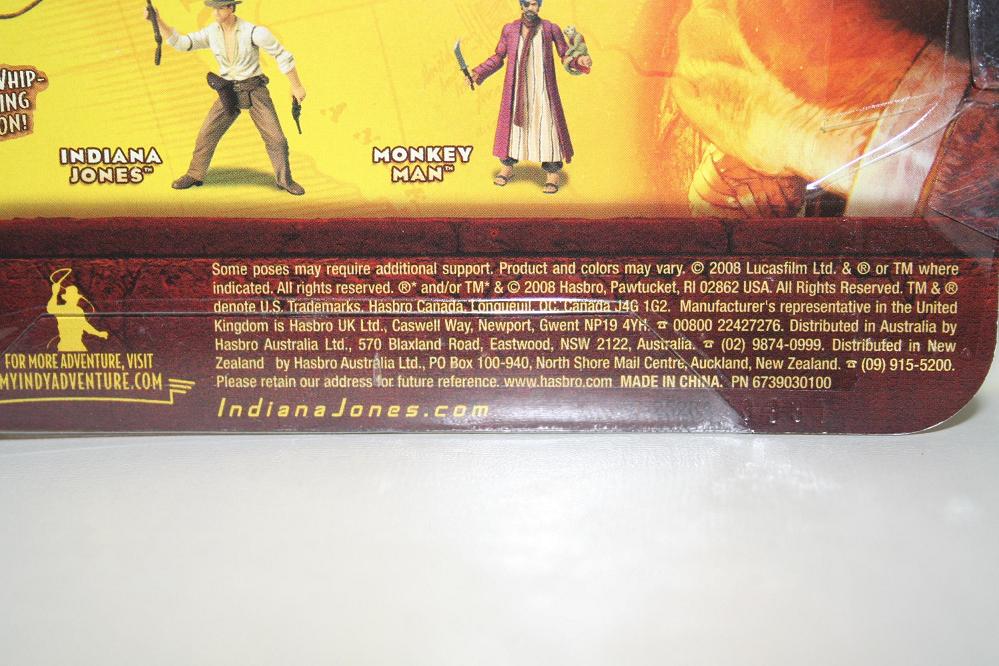 WHIP-
ING
ON!
INDIANA
JONES™
MONKEY
MAN™
Some poses may require additional support. Product and colors may vary. © 2008 Lucasfilm Ltd. & ® or TM where
indicated. All rights reserved. ®* and/or TM* & © 2008 Hasbro, Pawtucket, RI 02862 USA. All Rights Reserved. TM & ®
denote U.S. Trademarks. Hasbro Canada, Longueuil, QC, Canada J4G 1G2. Manufacturer's representative in the United
Kingdom is Hasbro UK Ltd., Caswell Way, Newport, Gwent NP19 4YH. ☎ 00800 22427276. Distributed in Australia by
Hasbro Australia Ltd., 570 Blaxland Road, Eastwood, NSW 2122, Australia. ☎ (02) 9874-0999. Distributed in New
Zealand by Hasbro Australia Ltd., PO Box 100-940, North Shore Mail Centre, Auckland, New Zealand. ☎ (09) 915-5200.
Please retain our address for future reference. www.hasbro.com MADE IN CHINA. PN 6739030100
FOR MORE ADVENTURE, VISIT
MYINDYADVENTURE.COM
IndianaJones.com